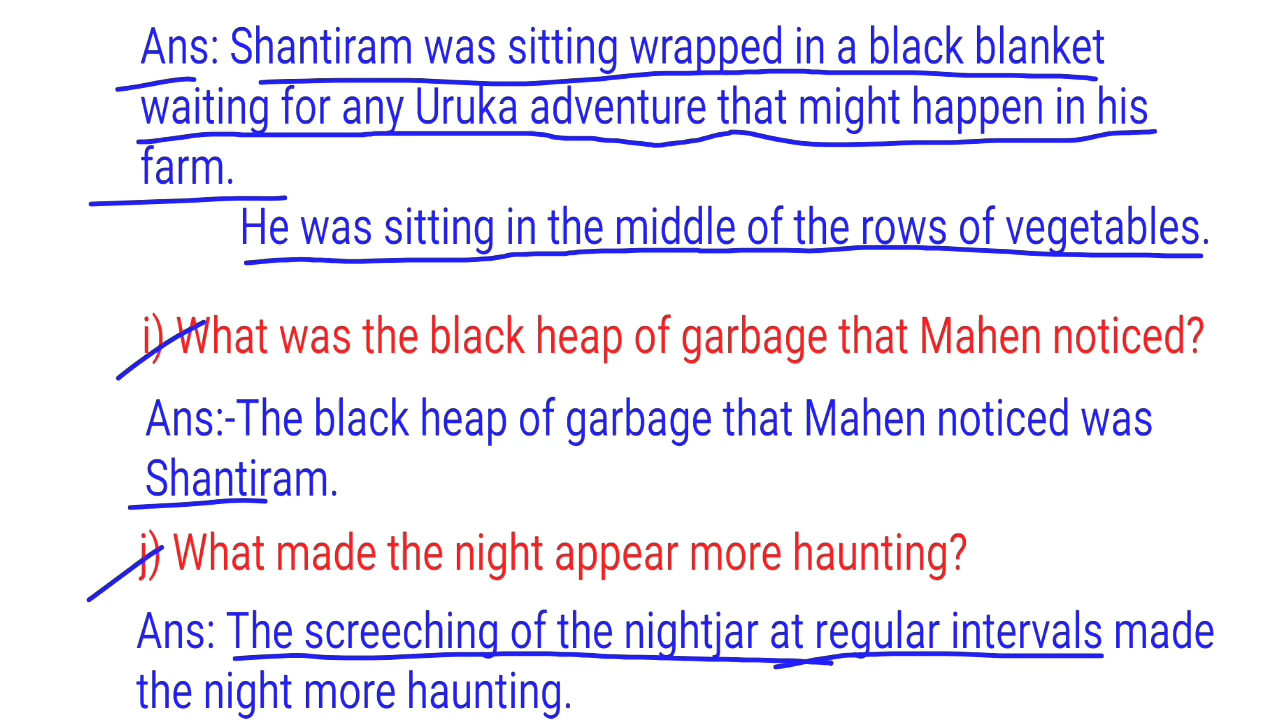 Ans: Shantiram was sitting wrapped in a black blanket
waiting for any Uruka adventure that might happen in his
farm.
He was sitting in the middle of the rows of vegetables.
i) What was the black heap of garbage that Mahen noticed?
Ans:-The black heap of garbage that Mahen noticed was
Shantiram.
j) What made the night appear more haunting?
Ans: The screeching of the nightjar at regular intervals made
the night more haunting.